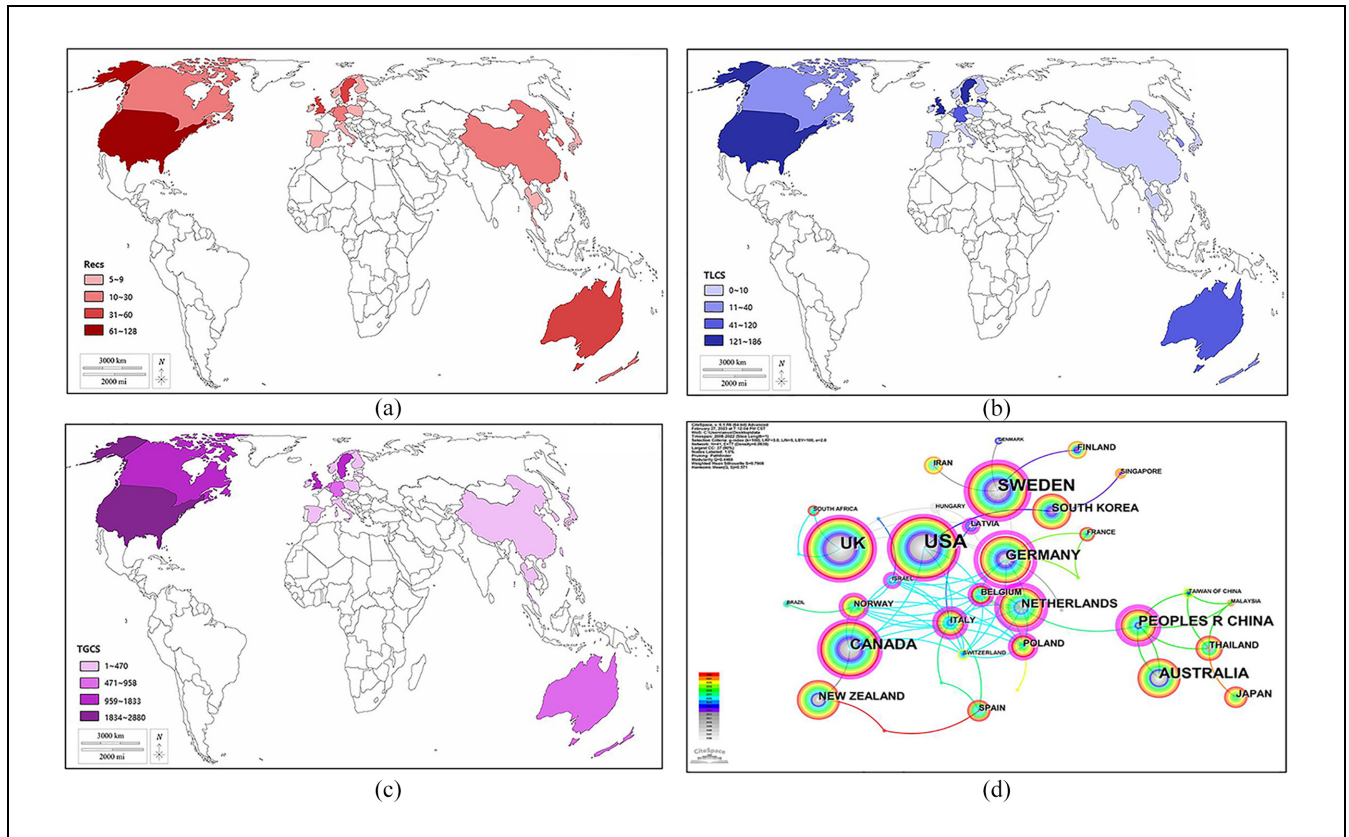 Recs
5~9
10~30
31~60
61~128
3000 km
2000 mi
N
(a)
TLCS
0~10
11~40
41~120
121~186
3000 km
2000 mi
N
(b)
TGCS
1~470
471~958
959~1833
1834~2880
3000 km
2000 mi
N
(c)
DENMARK
FINLAND
IRAN
SINGAPORE
SWEDEN
SOUTH AFRICA
HUNGARY
SOUTH KOREA
LATVIA
FRANCE
UK
USA
GERMANY
ISRAEL
BELGIUM
TAIWAN OF CHINA
BRAZIL
NORWAY
NETHERLANDS
MALAYSIA
ITALY
PEOPLES R CHINA
CANADA
SWITZERLAND
POLAND
THAILAND
AUSTRALIA
NEW ZEALAND
SPAIN
JAPAN
CiteSpace
(d)